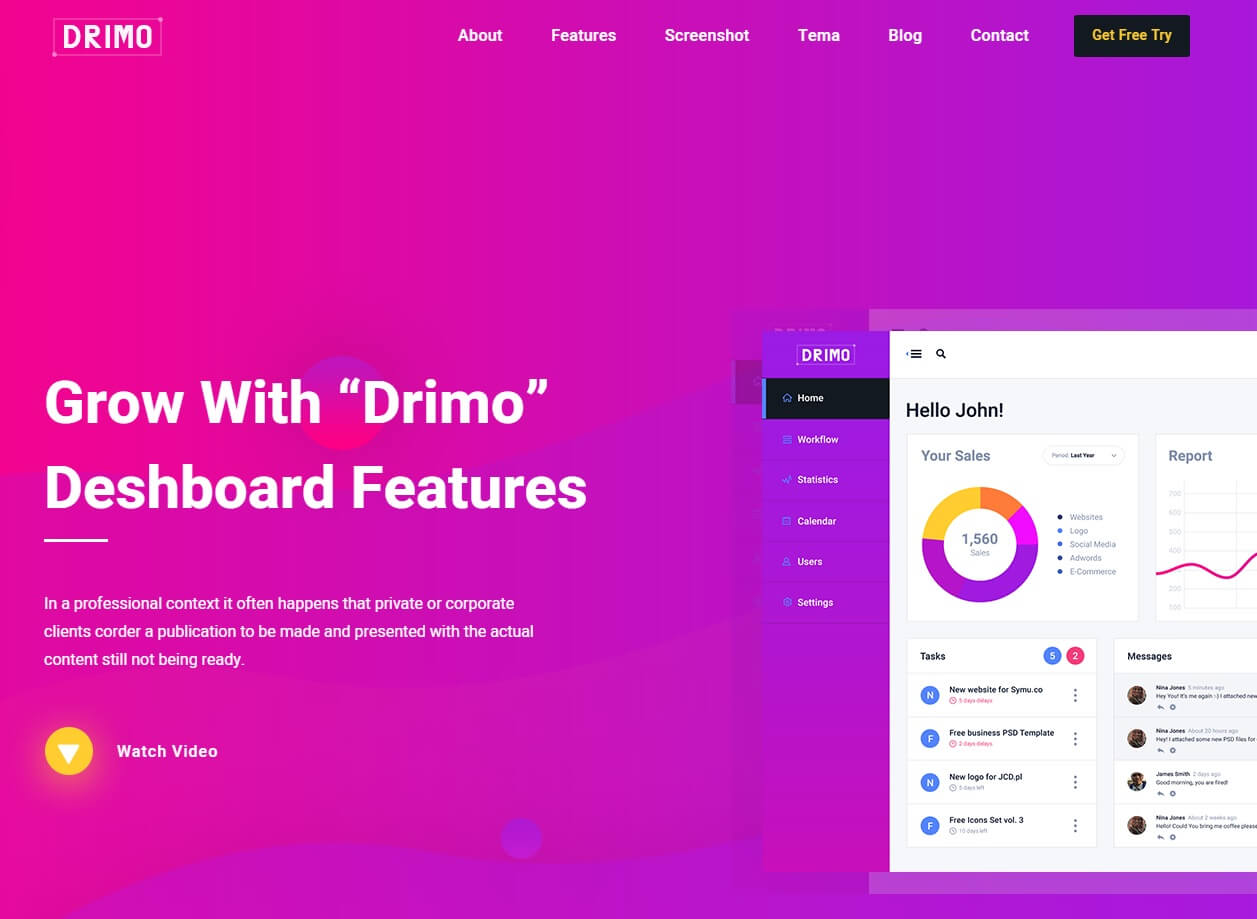 DRIMO
About Features Screenshot Tema Blog Contact Get Free Try
Grow With “Drimo”
Deshboard Features
In a professional context it often happens that private or corporate
clients corder a publication to be made and presented with the actual
content still not being ready.
Watch Video
DRIMO
Home
Workflow
Statistics
Calendar
Users
Settings
Hello John!
Your Sales
Period: Last Year
1,560
Sales
Websites
Logo
Social Media
Adwords
E-Commerce
Report
700
600
500
400
200
100
Tasks 5 2
N New website for Symu.co
5 days delays
F Free business PSD Template
2 days delays
N New logo for JCD.pl
5 days left
F Free Icons Set vol. 3
10 days left
Messages
Nina Jones 5 minutes ago
Hey You! It's me again :-) I attached new
Nina Jones About 20 hours ago
Hey! I attached some new PSD files for
James Smith 2 days ago
Good morning, you are fired!
Nina Jones About 2 weeks ago
Hello! Could You bring me coffee please